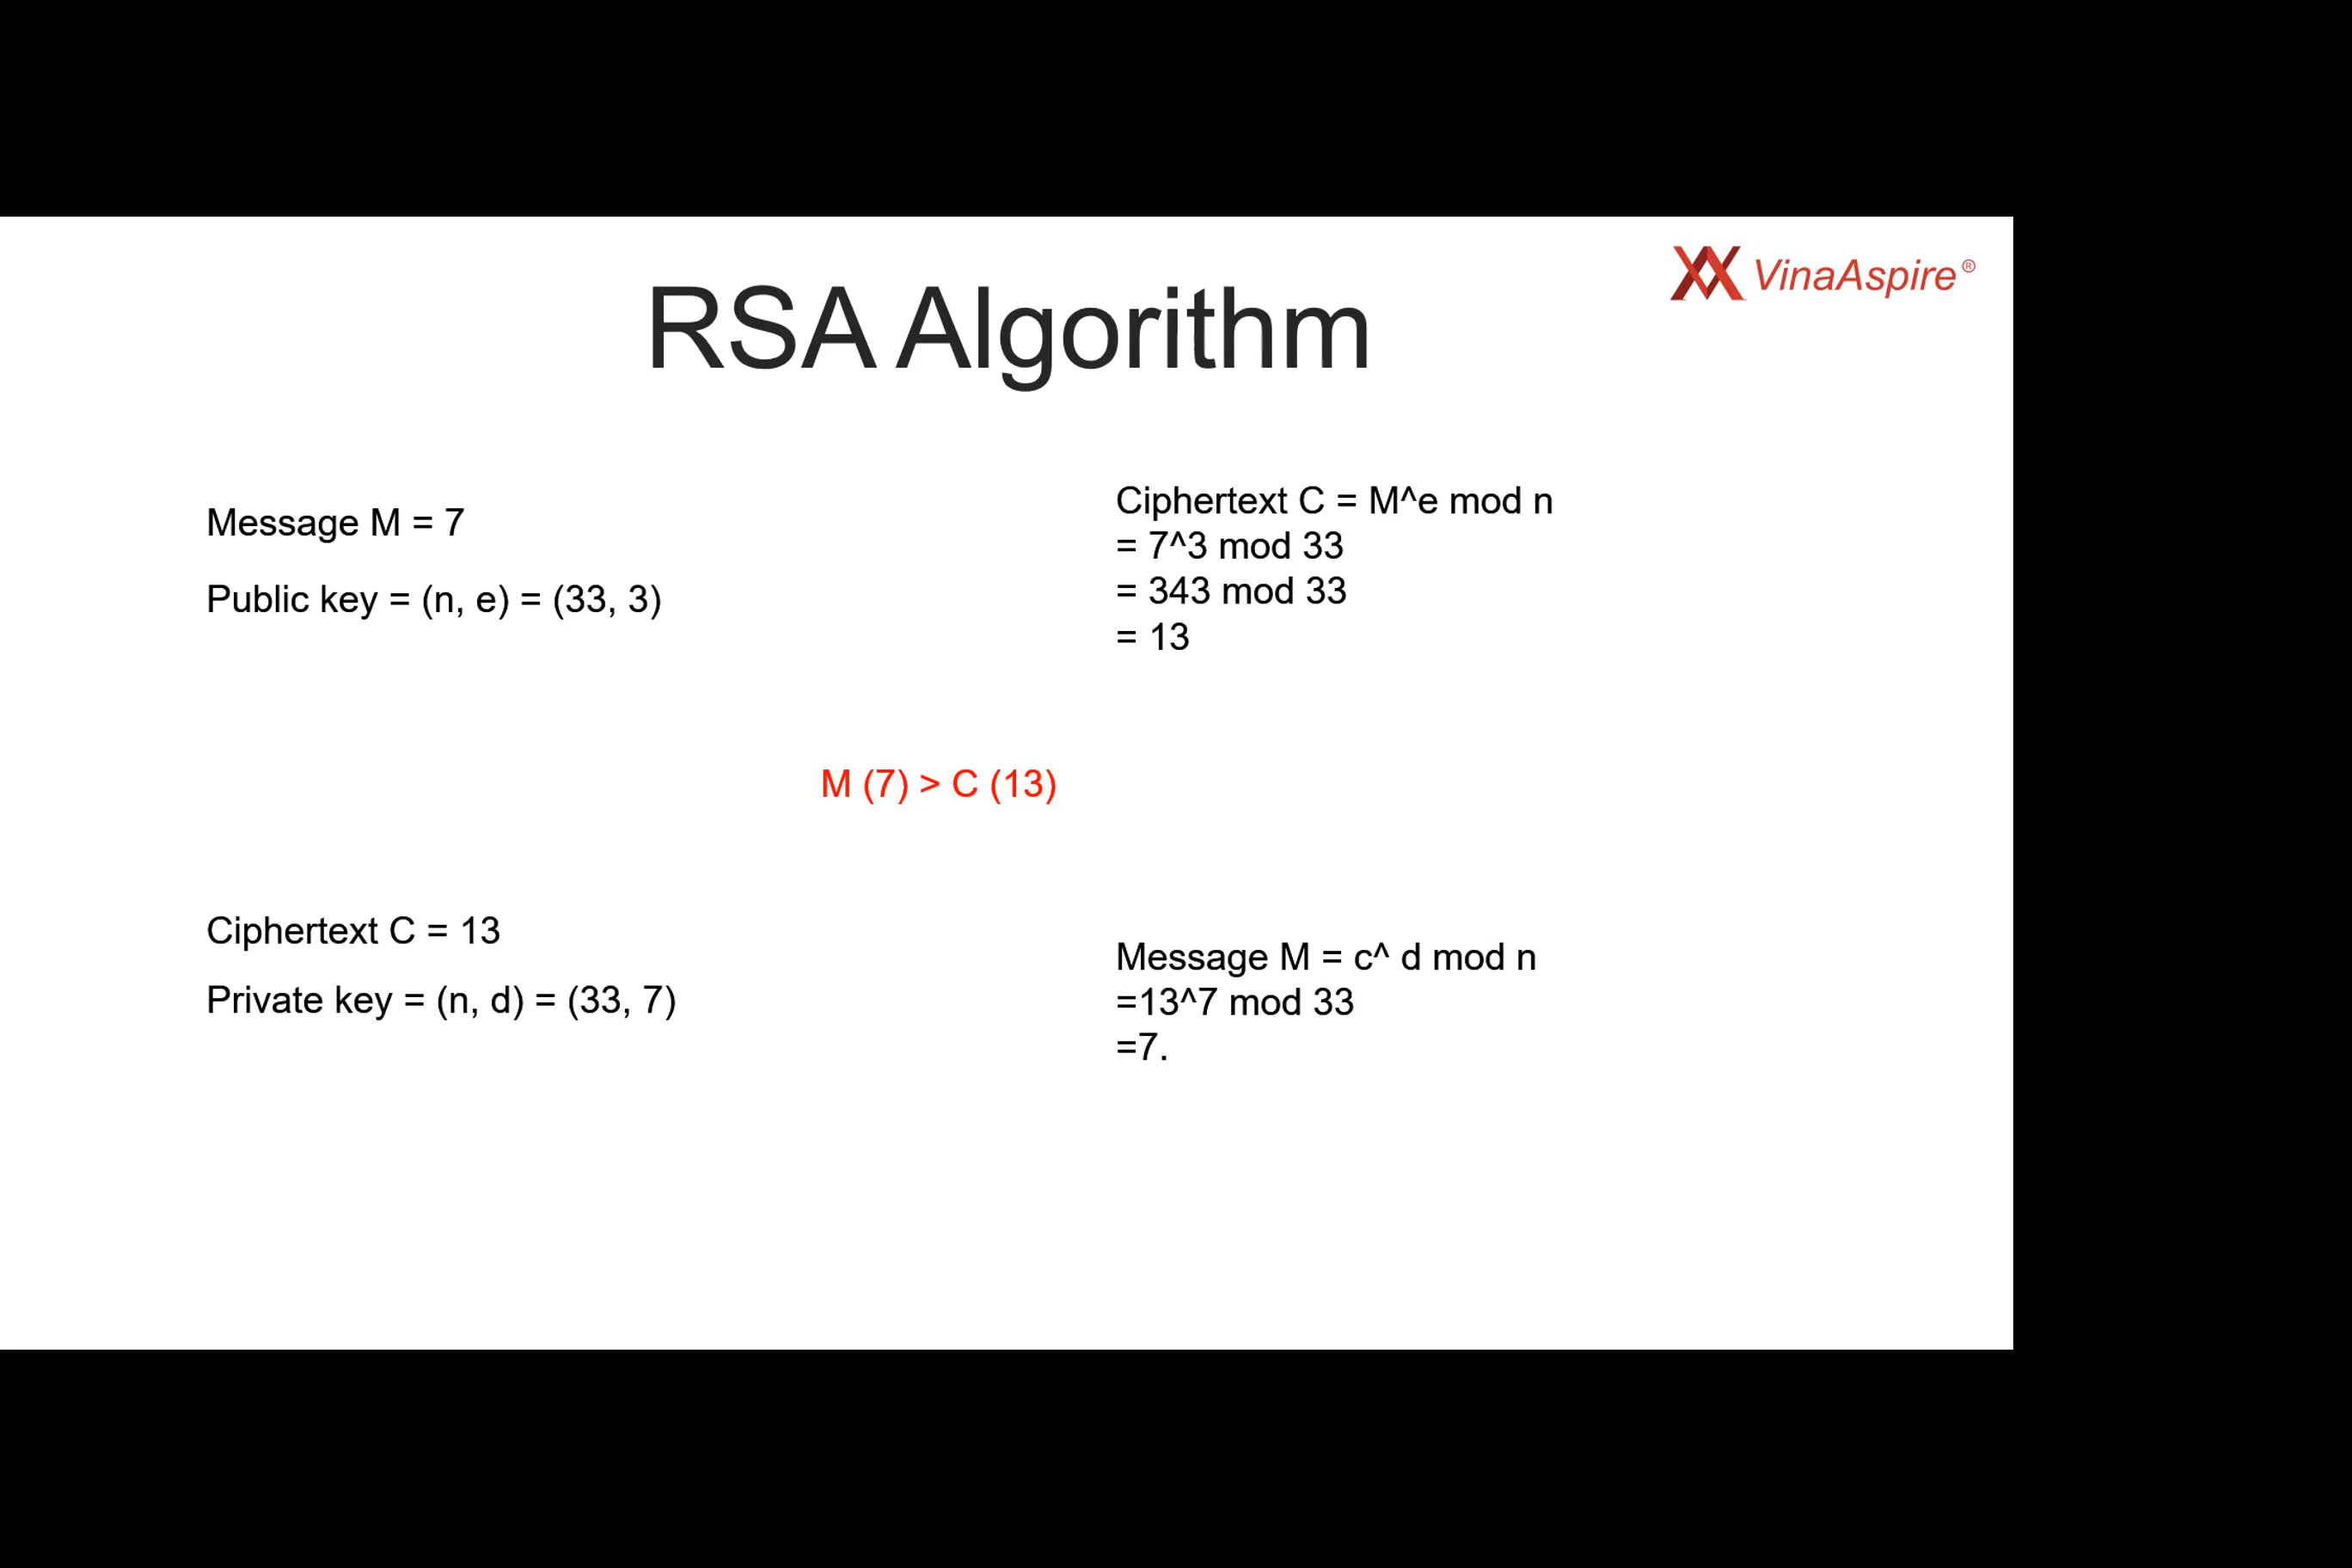 VinaAspire®
RSA Algorithm
Message M = 7
Public key = (n, e) = (33, 3)
Ciphertext C = M^e mod n
= 7^3 mod 33
= 343 mod 33
= 13
M (7) > C (13)
Ciphertext C = 13
Private key = (n, d) = (33, 7)
Message M = c^ d mod n
=13^7 mod 33
=7.